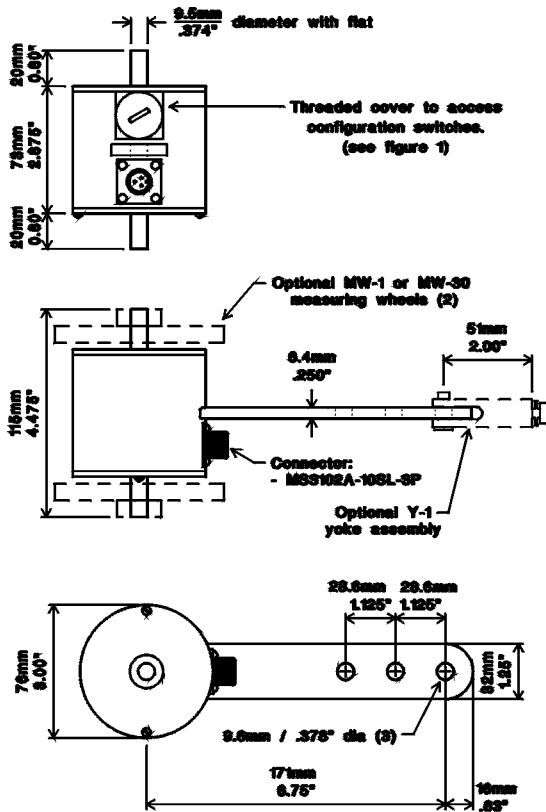 9.5mm
.374"
diameter with flat
20mm
0.80"
73mm
2.875"
20mm
0.80"
Threaded cover to access
configuration switches.
(see figure 1)
Optional MW-1 or MW-30
measuring wheels (2)
51mm
2.00"
6.4mm
.250"
115mm
4.475"
Connector:
- MS3102A-10SL-3P
Optional Y-1
yoke assembly
28.6mm 28.6mm
1.125" 1.125"
76mm
3.00"
32mm
1.25"
9.6mm / .378" dia (3)
171mm
6.75"
16mm
.63"